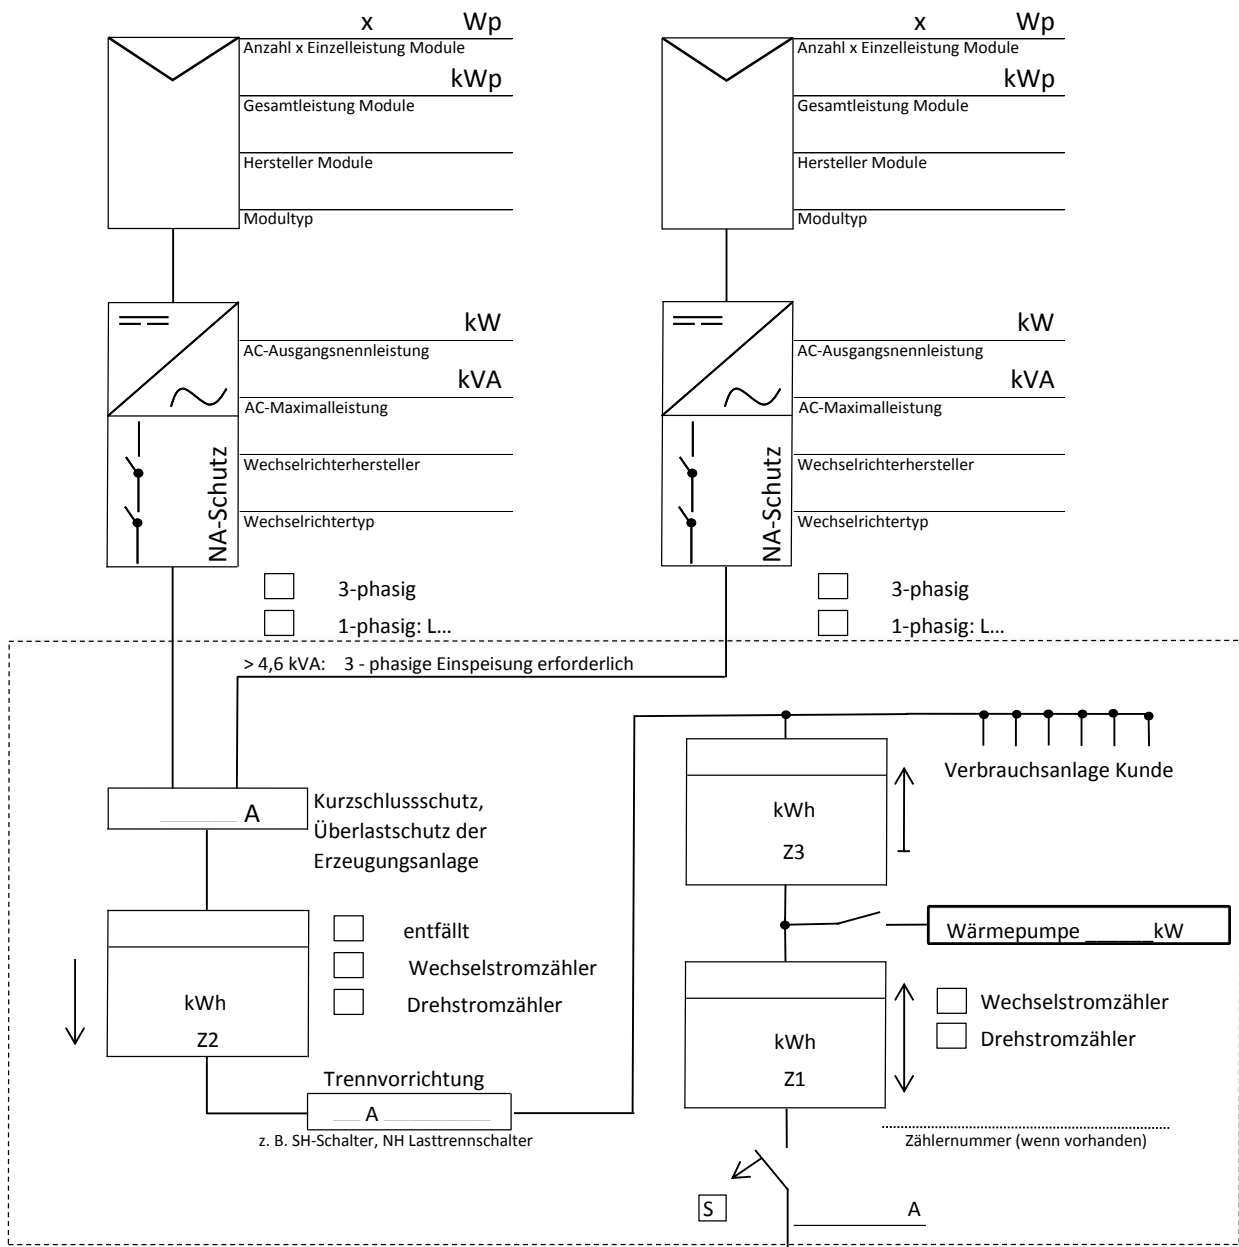 x Wp
Anzahl x Einzelleistung Module
kWp
Gesamtleistung Module
Hersteller Module
Modultyp
kW
AC-Ausgangsnennleistung
kVA
AC-Maximalleistung
Wechselrichterhersteller
Wechselrichtertyp
NA-Schutz
3-phasig
1-phasig: L...
x Wp
Anzahl x Einzelleistung Module
kWp
Gesamtleistung Module
Hersteller Module
Modultyp
kW
AC-Ausgangsnennleistung
kVA
AC-Maximalleistung
Wechselrichterhersteller
Wechselrichtertyp
NA-Schutz
3-phasig
1-phasig: L...
> 4,6 kVA: 3 - phasige Einspeisung erforderlich
________ A
Kurzschlussschutz,
Überlastschutz der
Erzeugungsanlage
entfällt
Wechselstromzähler
Drehstromzähler
kWh
Z2
Trennvorrichtung
___ A ____________
z. B. SH-Schalter, NH Lasttrennschalter
Verbrauchsanlage Kunde
kWh
Z3
Wärmepumpe ______kW
kWh
Z1
Wechselstromzähler
Drehstromzähler
Zählernummer (wenn vorhanden)
S
A